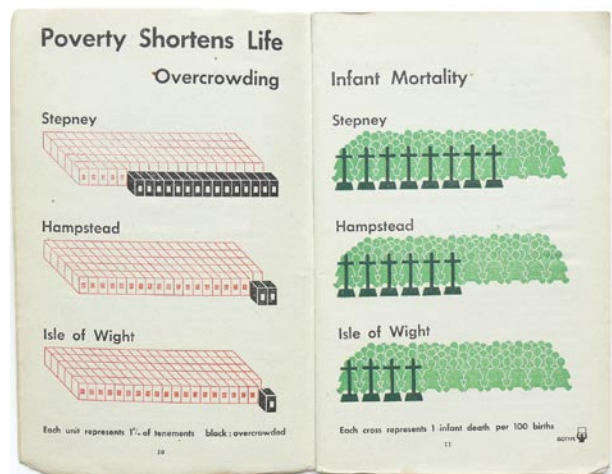 Poverty Shortens Life
Overcrowding
Stepney
Hampstead
Isle of Wight
Each unit represents 1% of tenements black: overcrowded
10
Infant Mortality
Stepney
Hampstead
Isle of Wight
Each cross represents 1 infant death per 100 births
11
ISOTYPE